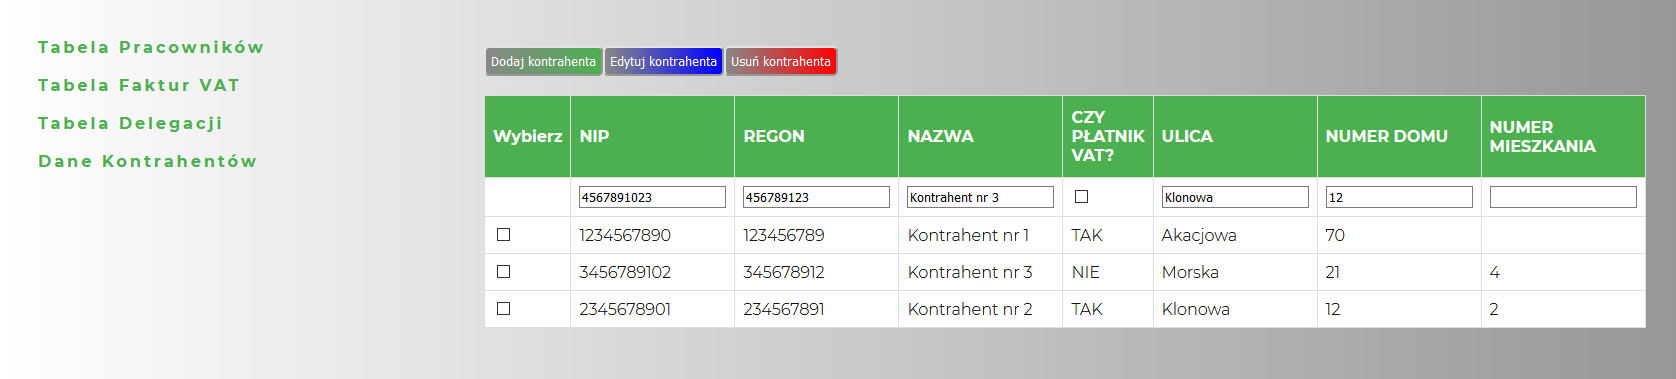 Tabela Pracowników
Tabela Faktur VAT
Tabela Delegacji
Dane Kontrahentów
Dodaj kontrahenta Edytuj kontrahenta Usuń kontrahenta
Wybierz NIP REGON NAZWA CZY PŁATNIK VAT? ULICA NUMER DOMU NUMER MIESZKANIA
4567891023 456789123 Kontrahent nr 3 Klonowa 12
1234567890 123456789 Kontrahent nr 1 TAK Akacjowa 70
3456789102 345678912 Kontrahent nr 3 NIE Morska 21 4
2345678901 234567891 Kontrahent nr 2 TAK Klonowa 12 2